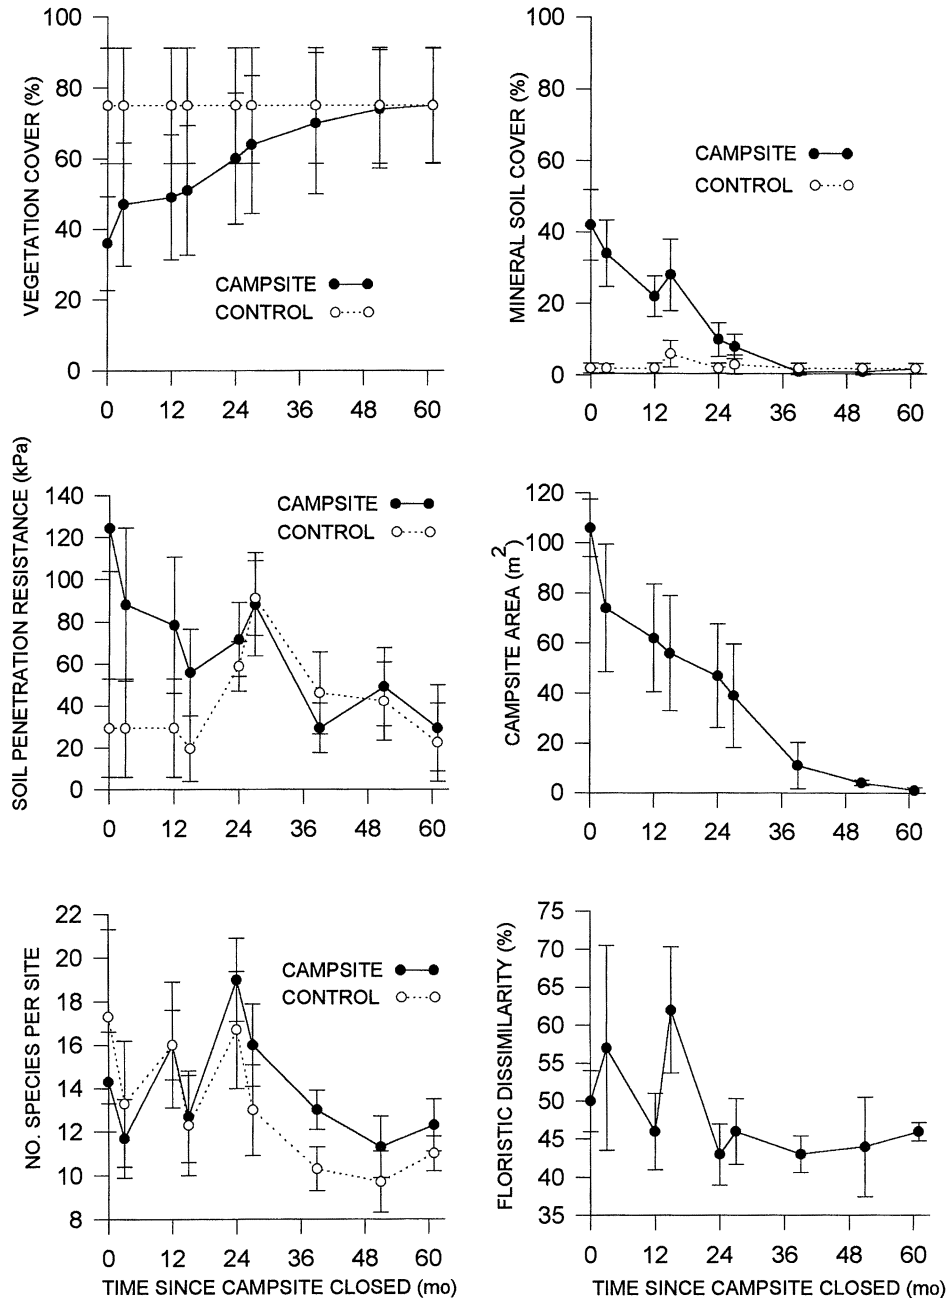 VEGETATION COVER (%)
100
80
60
40
20
0
CAMPSITE
CONTROL
0 12 24 36 48 60
MINERAL SOIL COVER (%)
100
80
60
40
20
0
CAMPSITE
CONTROL
0 12 24 36 48 60
SOIL PENETRATION RESISTANCE (kPa)
140
120
100
80
60
40
20
0
CAMPSITE
CONTROL
0 12 24 36 48 60
CAMPSITE AREA (m²)
120
100
80
60
40
20
0
0 12 24 36 48 60
NO. SPECIES PER SITE
22
20
18
16
14
12
10
8
CAMPSITE
CONTROL
0 12 24 36 48 60
TIME SINCE CAMPSITE CLOSED (mo)
FLORISTIC DISSIMILARITY (%)
75
70
65
60
55
50
45
40
35
0 12 24 36 48 60
TIME SINCE CAMPSITE CLOSED (mo)